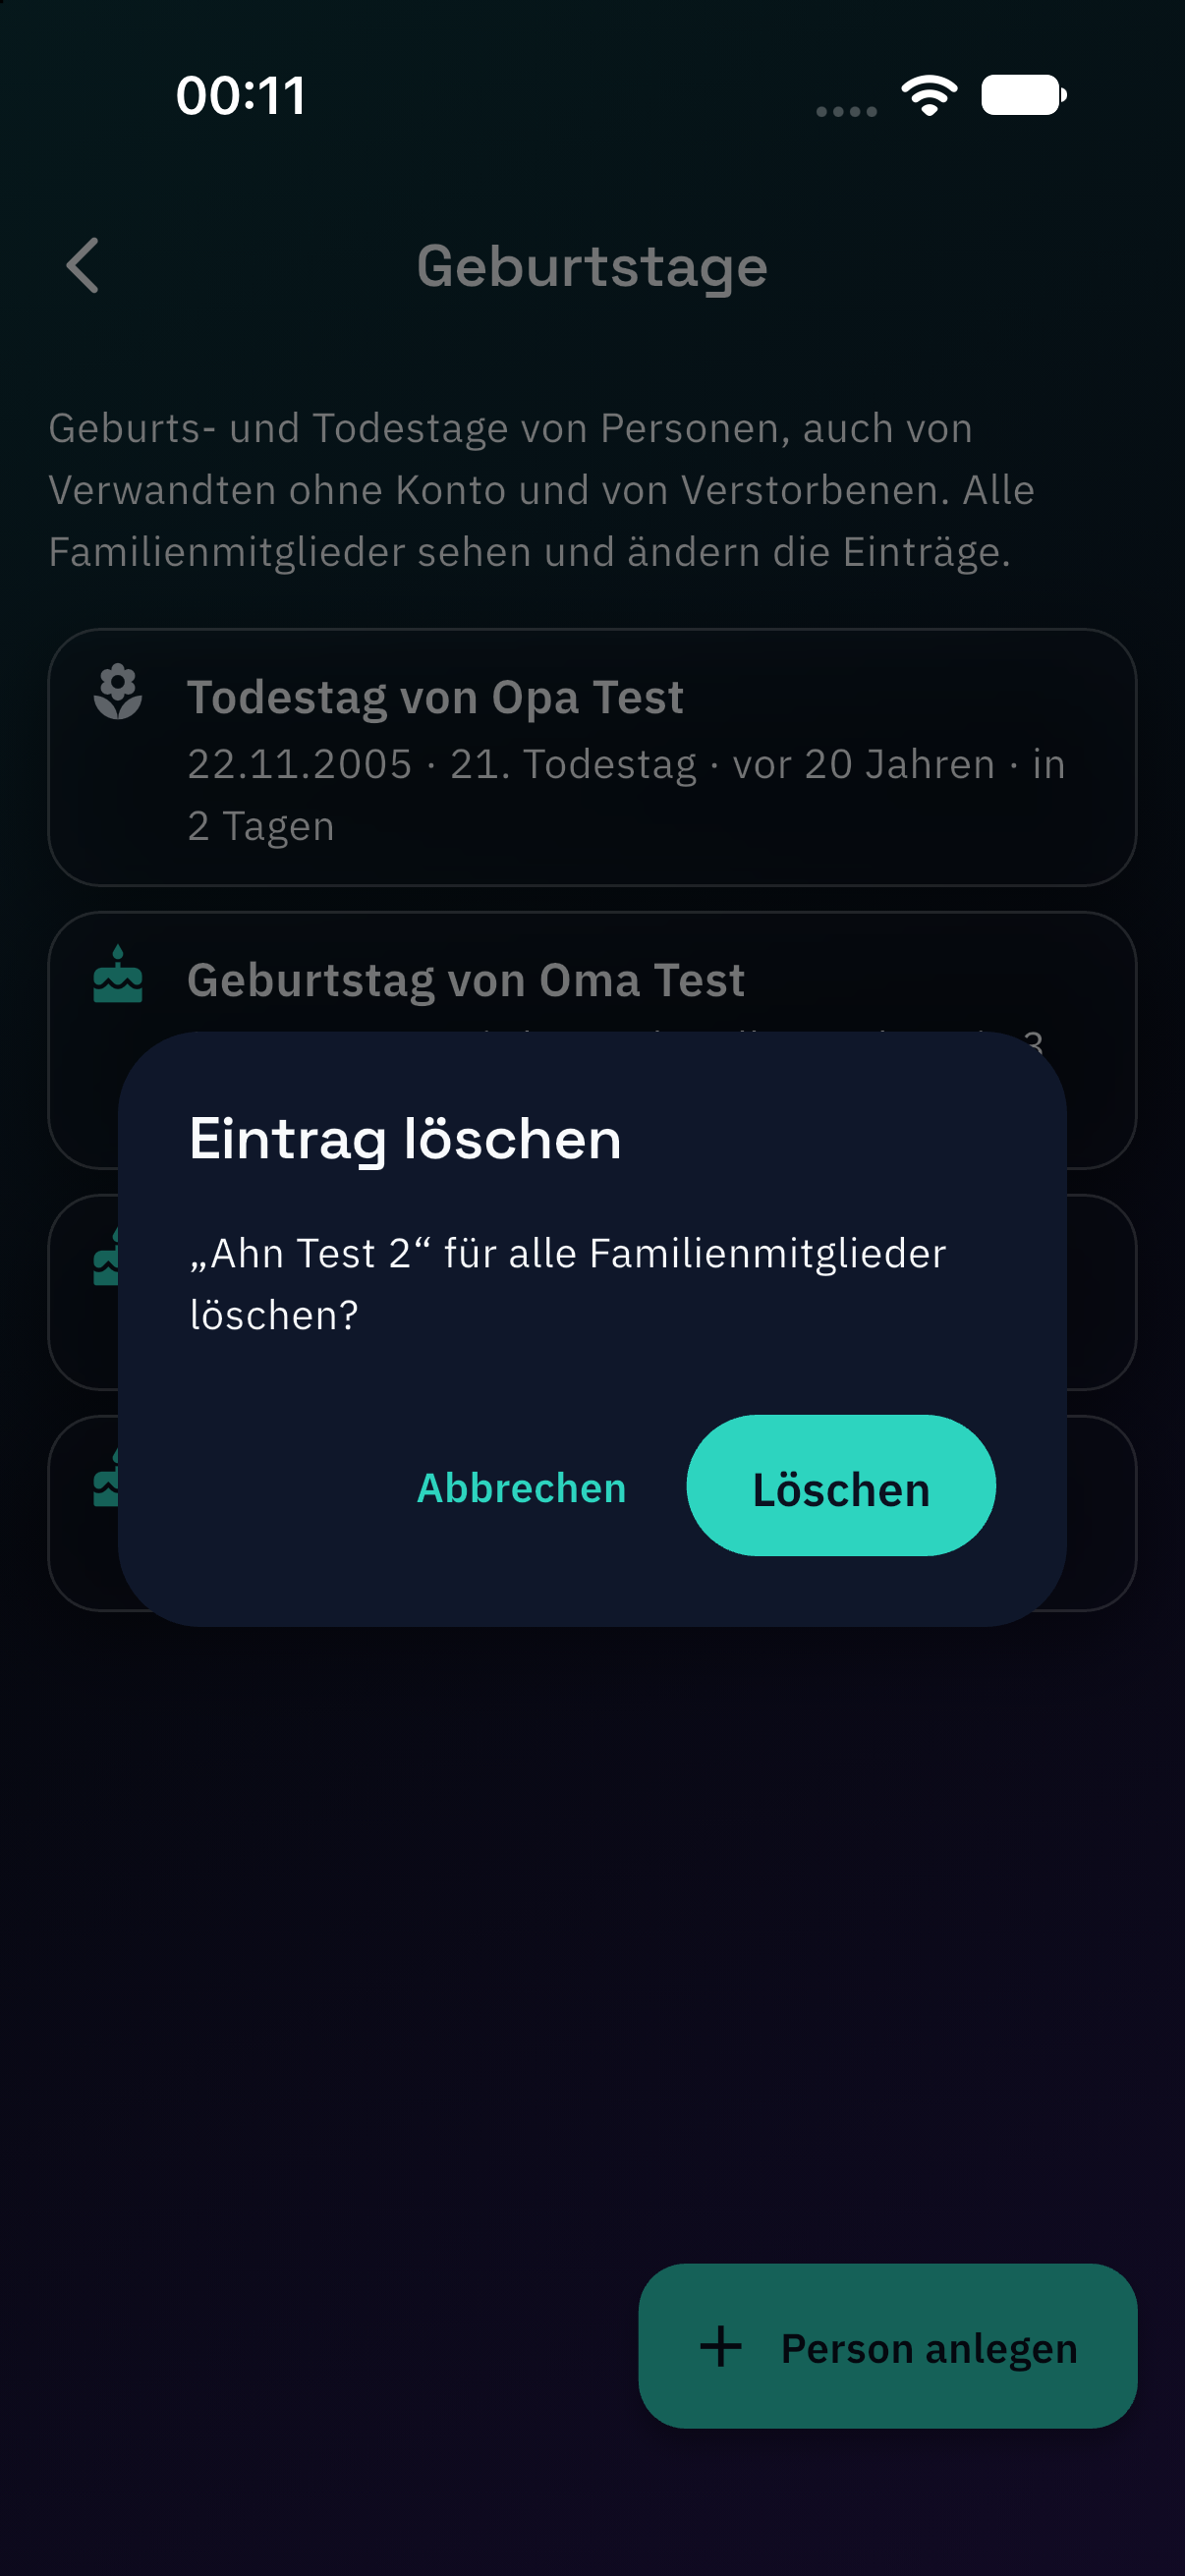 00:11
Geburtstage
Geburts- und Todestage von Personen, auch von
Verwandten ohne Konto und von Verstorbenen. Alle
Familienmitglieder sehen und ändern die Einträge.
Todestag von Opa Test
22.11.2005 · 21. Todestag · vor 20 Jahren · in
2 Tagen
Geburtstag von Oma Test
3
Eintrag löschen
„Ahn Test 2“ für alle Familienmitglieder
löschen?
Abbrechen
Löschen
Person anlegen